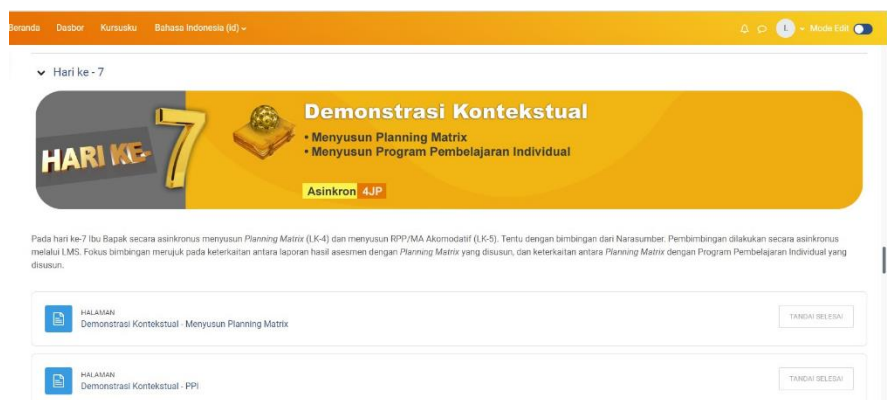 Beranda Dasbor Kursusku Bahasa Indonesia (id)
L Mode Edit
Hari ke - 7
HARI KE- 7
Demonstrasi Kontekstual
• Menyusun Planning Matrix
• Menyusun Program Pembelajaran Individual
Asinkron 4JP
Pada hari ke-7 Ibu Bapak secara asinkronus menyusun Planning Matrix (LK-4) dan menyusun RPP/MA Akomodatif (LK-5). Tentu dengan bimbingan dari Narasumber. Pembimbingan dilakukan secara asinkronus
melalui LMS. Fokus bimbingan merujuk pada keterkaitan antara laporan hasil asesmen dengan Planning Matrix yang disusun, dan keterkaitan antara Planning Matrix dengan Program Pembelajaran Individual yang
disusun.
HALAMAN
Demonstrasi Kontekstual - Menyusun Planning Matrix
TANDAI SELESAI
HALAMAN
Demonstrasi Kontekstual - PPI
TANDAI SELESAI